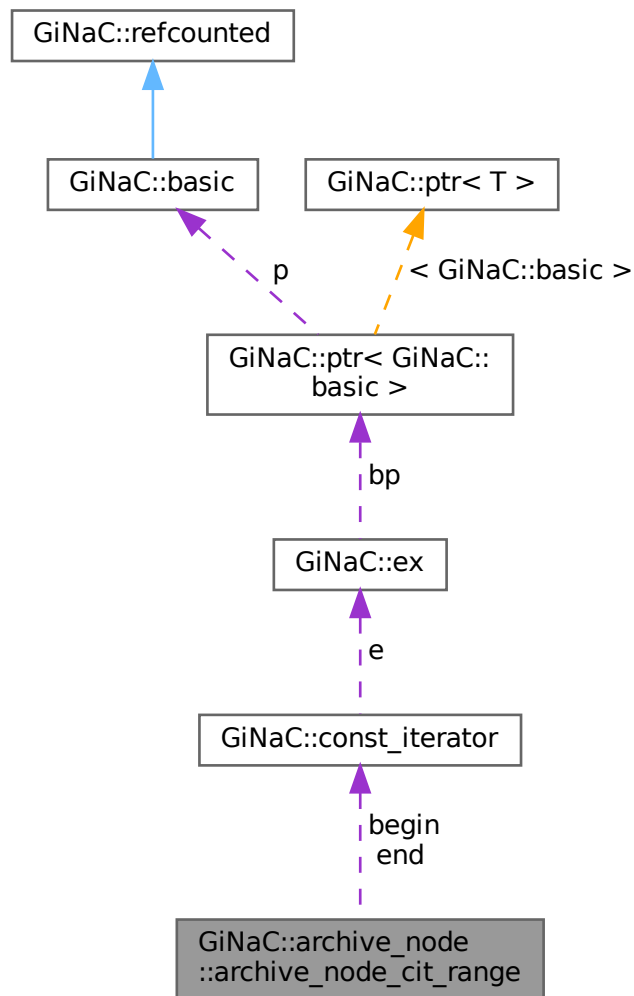 GiNaC::refcounted
GiNaC::basic
GiNaC::ptr< T >
p
< GiNaC::basic >
GiNaC::ptr< GiNaC::
basic >
bp
GiNaC::ex
e
GiNaC::const_iterator
begin
end
GiNaC::archive_node
::archive_node_cit_range